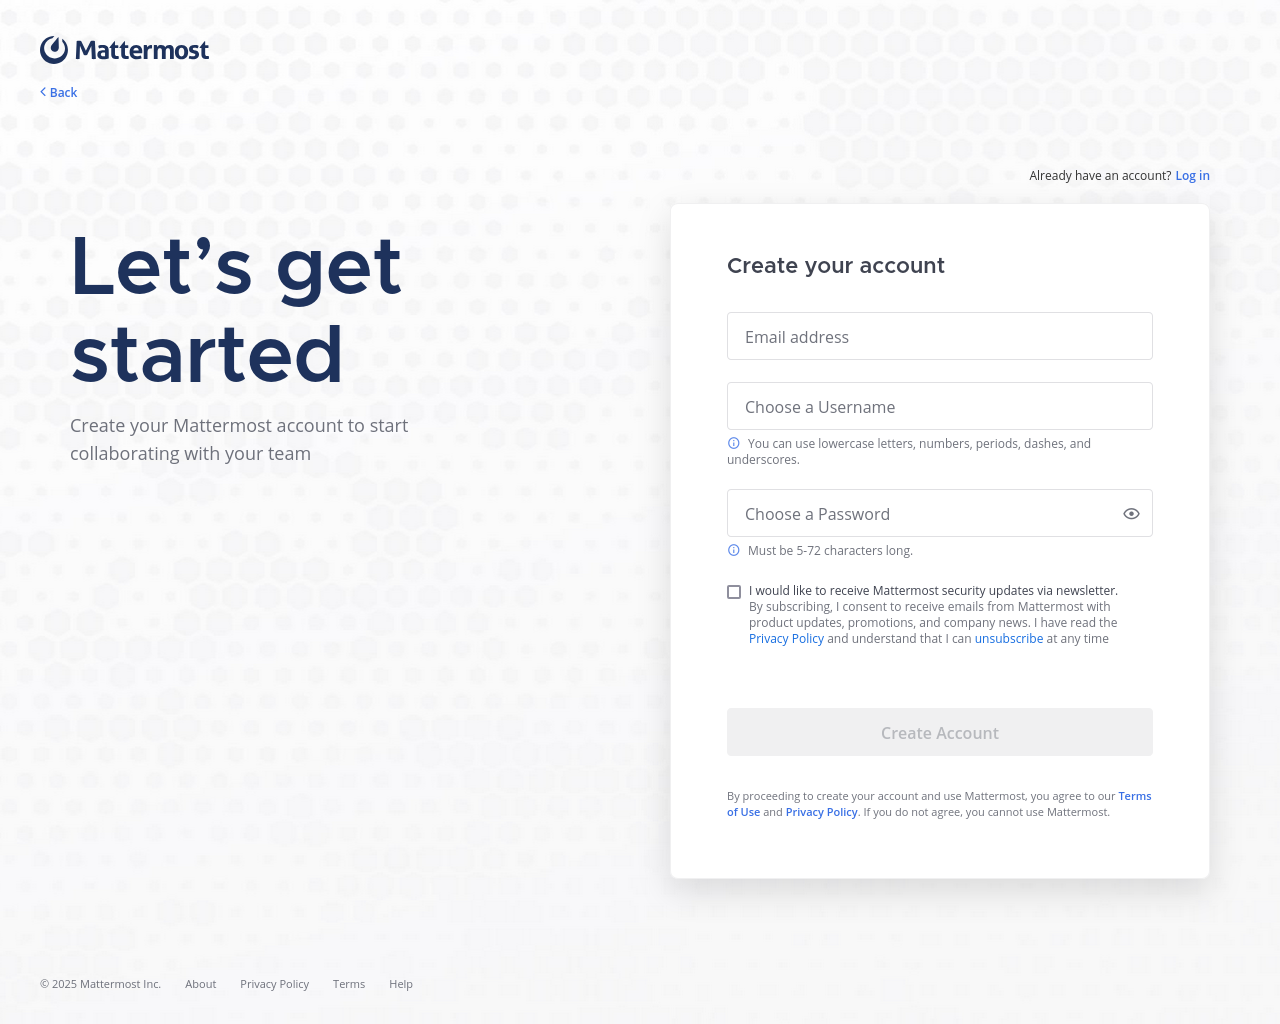 Mattermost
Back
Already have an account? Log in
Let’s get
started
Create your Mattermost account to start
collaborating with your team
Create your account
Email address
Choose a Username
You can use lowercase letters, numbers, periods, dashes, and
underscores.
Choose a Password
Must be 5-72 characters long.
I would like to receive Mattermost security updates via newsletter.
By subscribing, I consent to receive emails from Mattermost with
product updates, promotions, and company news. I have read the
Privacy Policy and understand that I can unsubscribe at any time
Create Account
By proceeding to create your account and use Mattermost, you agree to our Terms
of Use and Privacy Policy. If you do not agree, you cannot use Mattermost.
© 2025 Mattermost Inc. About Privacy Policy Terms Help